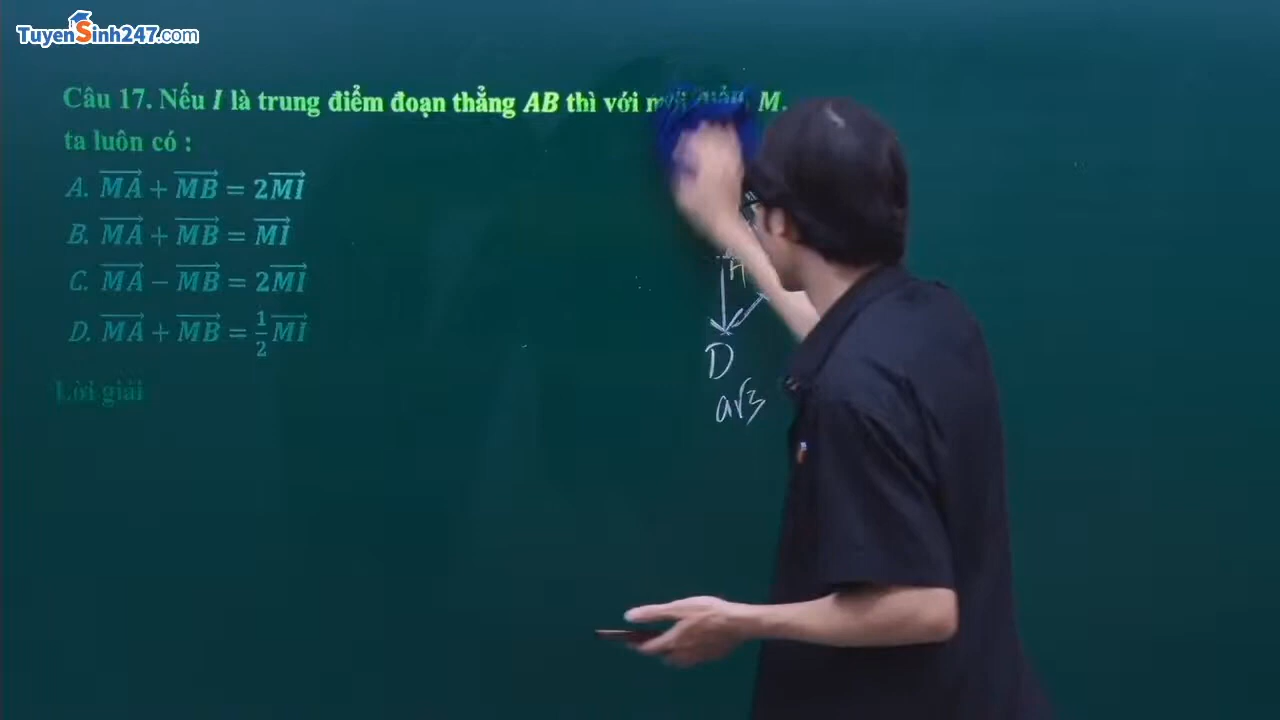 TuyenSinh247.com
Câu 17. Nếu I là trung điểm đoạn thẳng AB thì với M.
ta luôn có :
A. \overrightarrow{MA} + \overrightarrow{MB} = 2\overrightarrow{MI}
B. \overrightarrow{MA} + \overrightarrow{MB} = \overrightarrow{MI}
C. \overrightarrow{MA} − \overrightarrow{MB} = 2\overrightarrow{MI}
D. \overrightarrow{MA} + \overrightarrow{MB} = \frac{1}{2}\overrightarrow{MI}
Lời giải
H
D
a√3